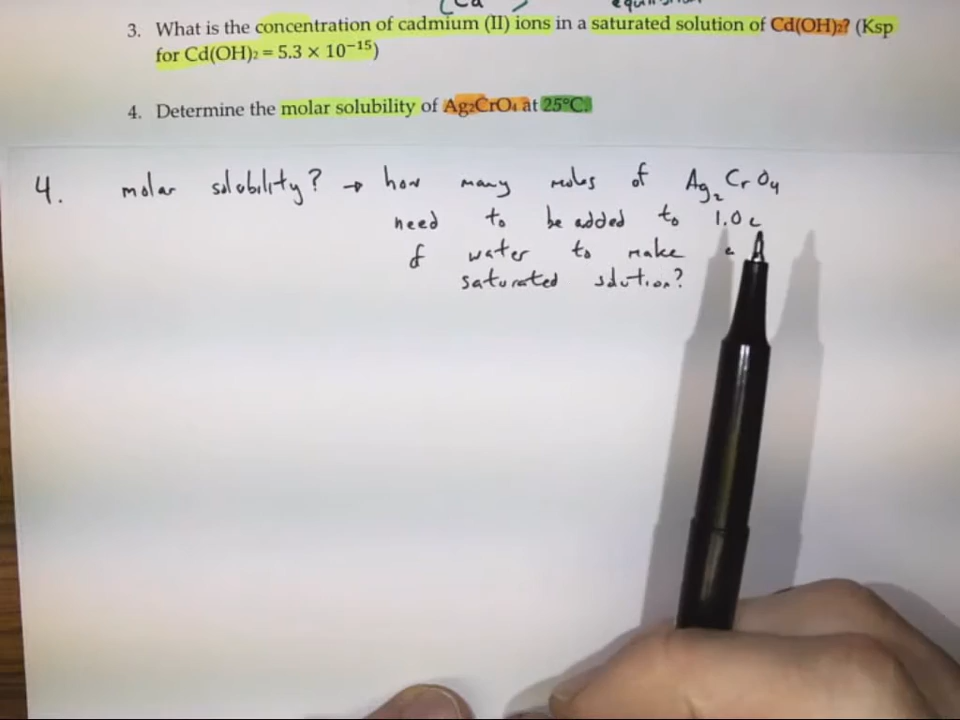 3. What is the concentration of cadmium (II) ions in a saturated solution of Cd(OH)₂? (Ksp
for Cd(OH)₂ = 5.3 × 10⁻¹⁵)
4. Determine the molar solubility of Ag₂CrO₄ at 25°C.
4. molar solubility? → how many moles of Ag₂CrO₄
need to be added to 1.0L
of water to make a
saturated solution?